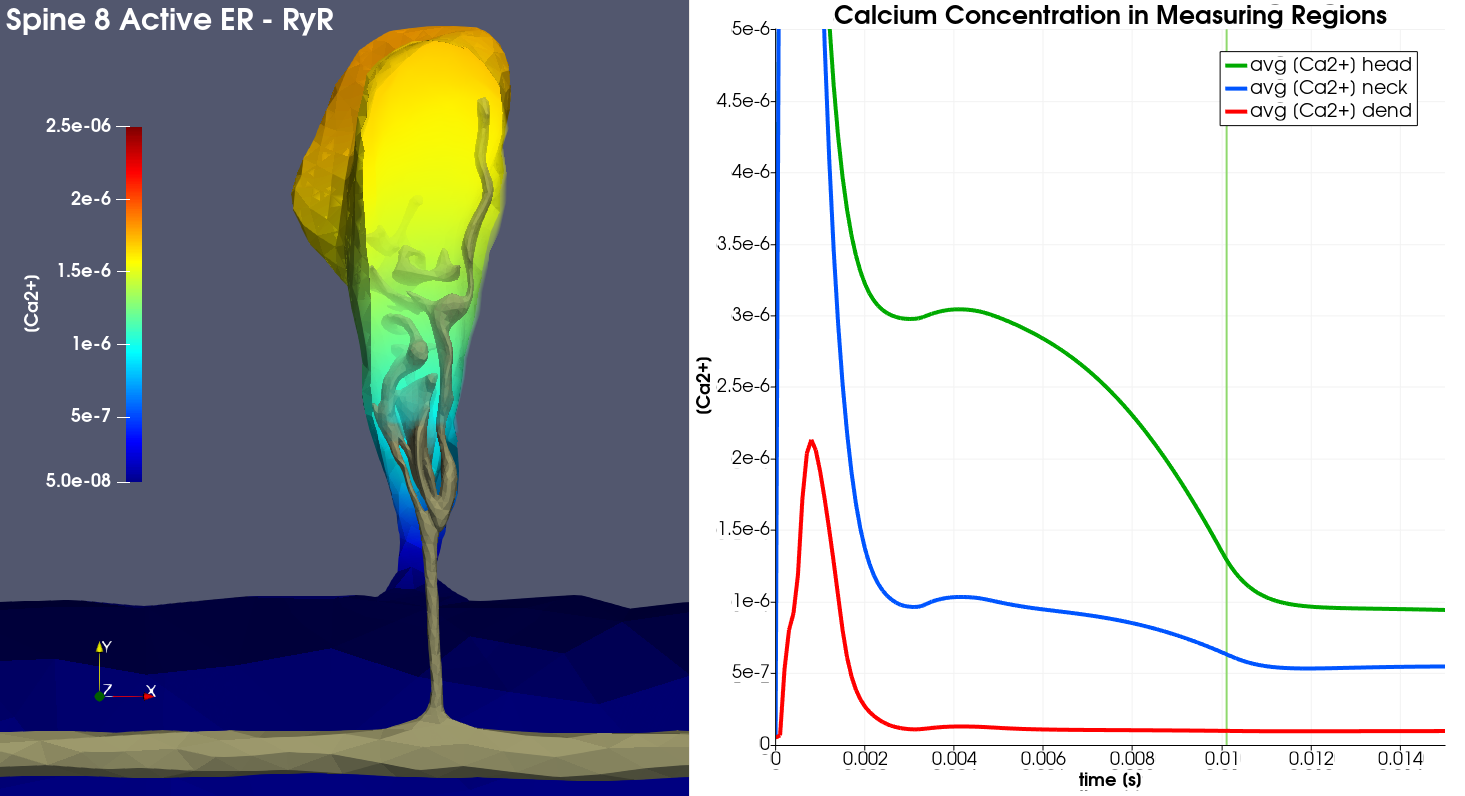 Spine 8 Active ER - RyR
2.5e-06
2e-6
1.5e-6
1e-6
5e-7
5.0e-08
(Ca2+)
Y
Z
X
Calcium Concentration in Measuring Regions
avg (Ca2+) head
avg (Ca2+) neck
avg (Ca2+) dend
5e-6
4.5e-6
4e-6
3.5e-6
3e-6
2.5e-6
2e-6
1.5e-6
1e-6
5e-7
0
(Ca2+)
0 0.002 0.004 0.006 0.008 0.01 0.012 0.014
time (s)